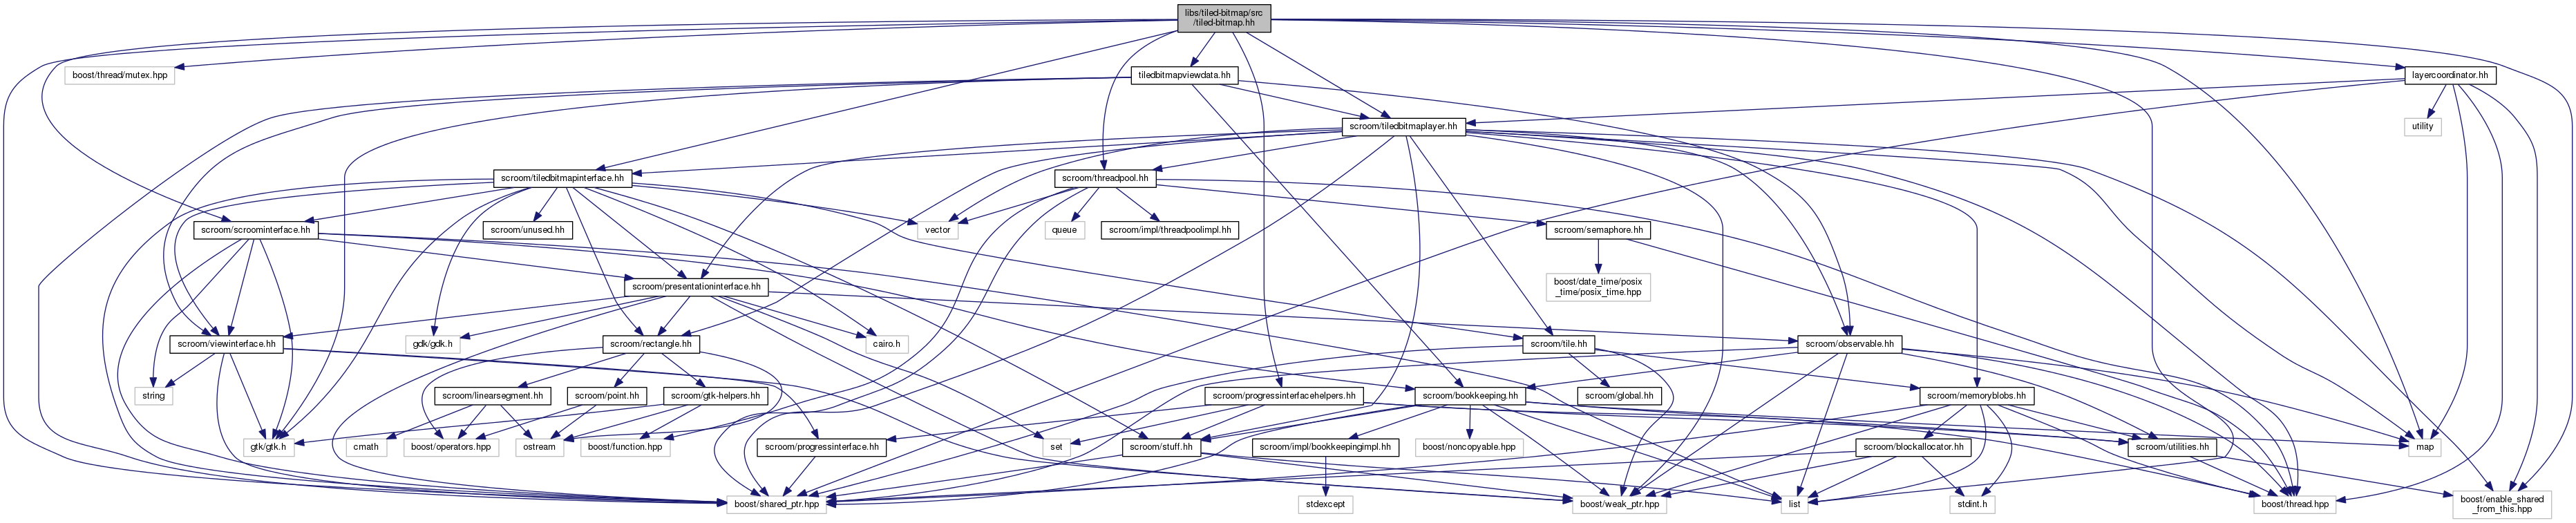 libs/tiled-bitmap/src
/tiled-bitmap.hh
boost/thread/mutex.hpp
tiledbitmapviewdata.hh
layercoordinator.hh
scroom/tiledbitmaplayer.hh
utility
scroom/tiledbitmapinterface.hh
scroom/threadpool.hh
scroom/scroominterface.hh
scroom/unused.hh
vector
queue
scroom/impl/threadpoolimpl.hh
scroom/semaphore.hh
scroom/presentationinterface.hh
boost/date_time/posix
_time/posix_time.hpp
scroom/viewinterface.hh
gdk/gdk.h
scroom/rectangle.hh
cairo.h
scroom/tile.hh
scroom/observable.hh
string
scroom/linearsegment.hh
scroom/point.hh
scroom/gtk-helpers.hh
scroom/progressinterfacehelpers.hh
scroom/bookkeeping.hh
scroom/global.hh
scroom/memoryblobs.hh
gtk/gtk.h
cmath
boost/operators.hpp
ostream
boost/function.hpp
scroom/progressinterface.hh
set
scroom/stuff.hh
scroom/impl/bookkeepingimpl.hh
boost/noncopyable.hpp
scroom/blockallocator.hh
scroom/utilities.hh
map
boost/shared_ptr.hpp
stdexcept
boost/weak_ptr.hpp
list
stdint.h
boost/thread.hpp
boost/enable_shared
_from_this.hpp